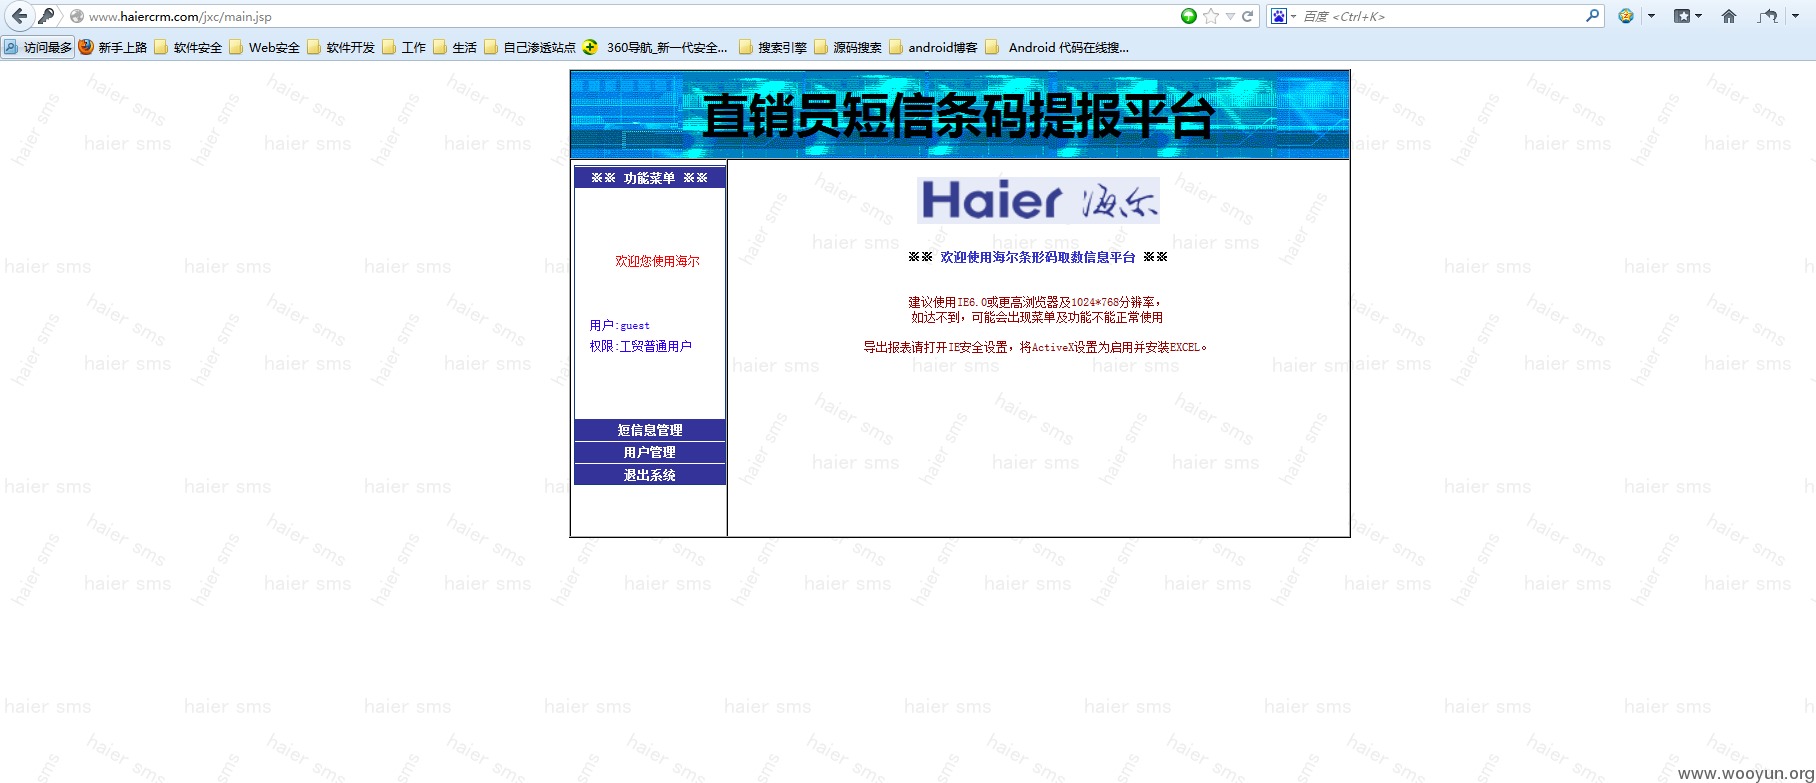 www.haiercrm.com/jxc/main.jsp
百度 <Ctrl+K>
访问最多 新手上路 软件安全 Web安全 软件开发 工作 生活 自己渗透站点 360导航_新一代安全... 搜索引擎 源码搜索 android博客 Android 代码在线搜...
直销员短信条码提报平台
※※ 功能菜单 ※※
欢迎您使用海尔
用户:guest
权限:工贸普通用户
短信息管理
用户管理
退出系统
Haier 海尔
※※ 欢迎使用海尔条形码取数信息平台 ※※
建议使用IE6.0或更高浏览器及1024*768分辨率，
如达不到，可能会出现菜单及功能不能正常使用
导出报表请打开IE安全设置，将ActiveX设置为启用并安装EXCEL。
haier sms
www.wooyun.org